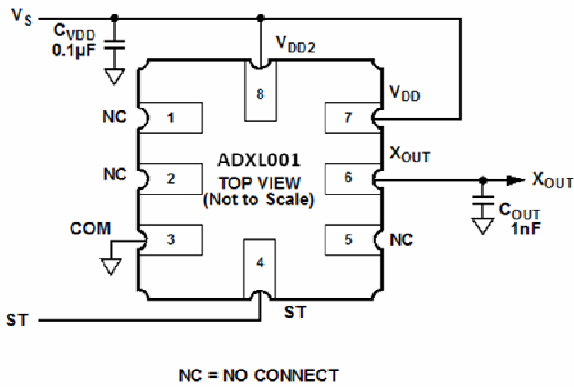 VS
CVDD
0.1µF
VDD2
8
VDD
NC
1
7
ADXL001
XOUT
NC
2
TOP VIEW
6
XOUT
(Not to Scale)
COUT
1nF
COM
3
5
NC
4
ST
ST
NC = NO CONNECT